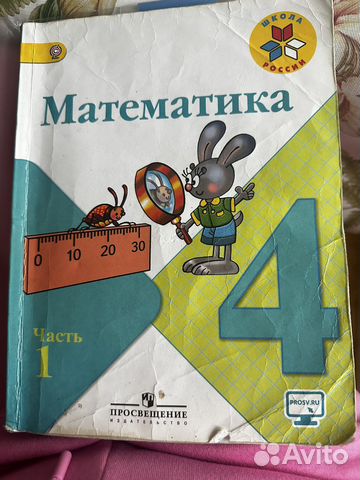 ШКОЛА
РОССИИ
Математика
0 10 20 30
4
Часть
1
ПРОСВЕЩЕНИЕ
ИЗДАТЕЛЬСТВО
PROSV.RU
Avito